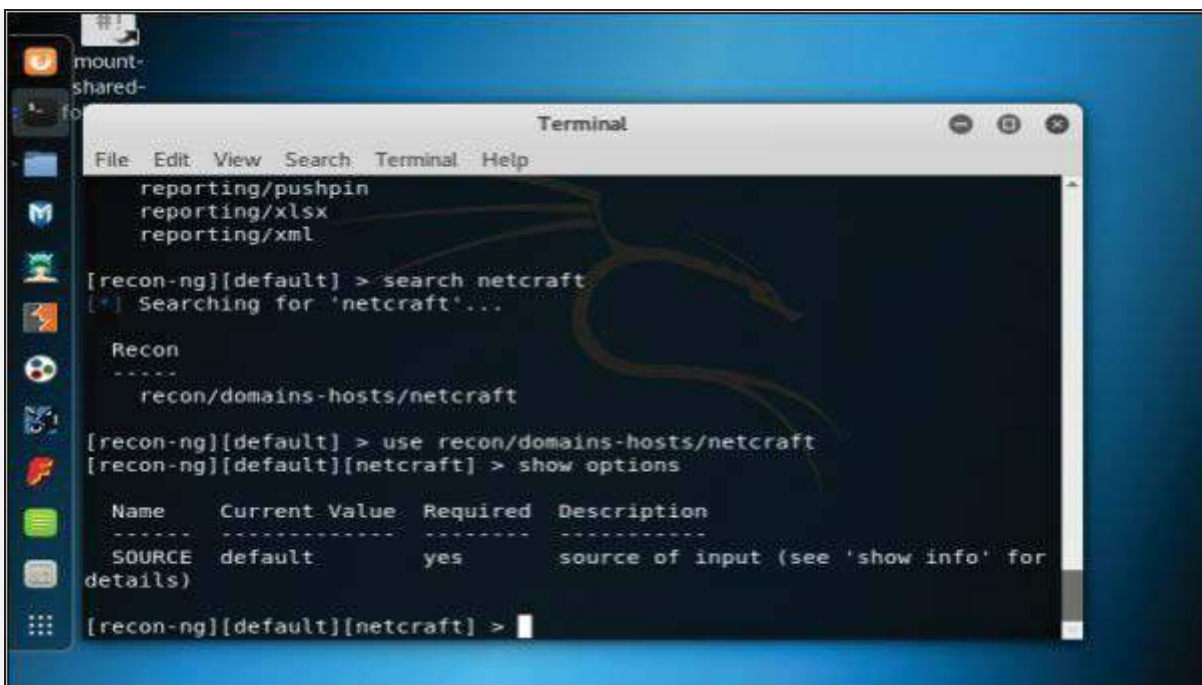 #!
mount-
shared-
fo
Terminal
File Edit View Search Terminal Help
reporting/pushpin
reporting/xlsx
reporting/xml
[recon-ng][default] > search netcraft
[*] Searching for 'netcraft'...
Recon
-----
recon/domains-hosts/netcraft
[recon-ng][default] > use recon/domains-hosts/netcraft
[recon-ng][default][netcraft] > show options
Name Current Value Required Description
------ ------------- -------- -----------
SOURCE default yes source of input (see 'show info' for
details)
[recon-ng][default][netcraft] >